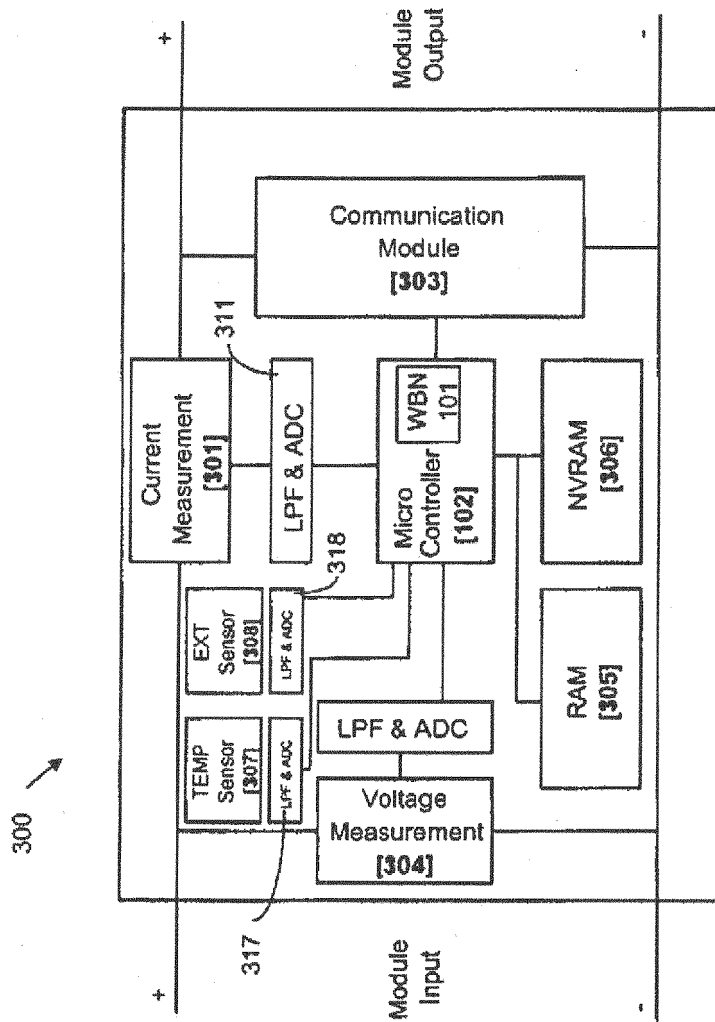 300
+
+
Module
Input
Module
Output
-
-
317
318
311
TEMP
Sensor
[307]
LPF & ADC
EXT
Sensor
[308]
LPF & ADC
Current
Measurement
[301]
LPF & ADC
Voltage
Measurement
[304]
LPF & ADC
Micro
Controller
[102]
WBN
101
Communication
Module
[303]
RAM
[305]
NVRAM
[306]